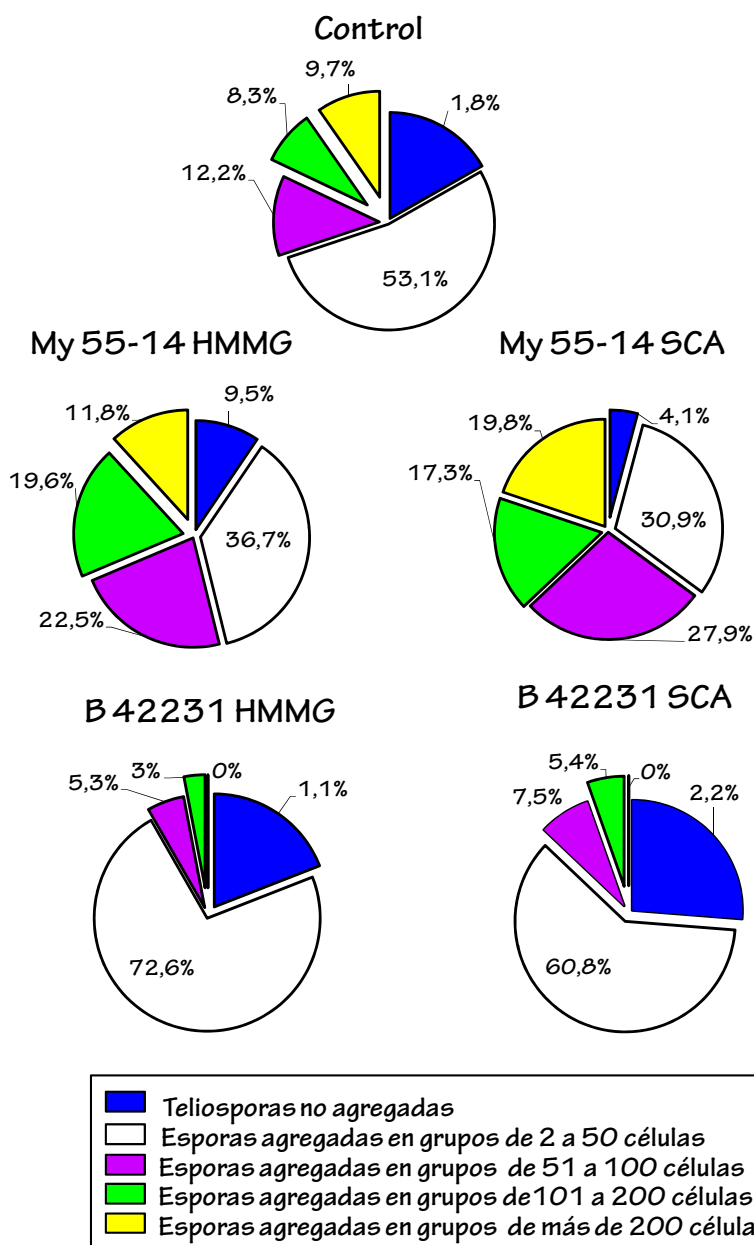 Control
9,7%
8,3%
1,8%
12,2%
53,1%
My 55-14 HMMG
My 55-14 SCA
11,8%
9,5%
19,6%
36,7%
22,5%
19,8%
4,1%
17,3%
30,9%
27,9%
B 42231 HMMG
B 42231 SCA
3%
0%
5,3%
1,1%
72,6%
5,4%
0%
7,5%
2,2%
60,8%
Teliosporas no agregadas
Esporas agregadas en grupos de 2 a 50 células
Esporas agregadas en grupos de 51 a 100 células
Esporas agregadas en grupos de101 a 200 células
Esporas agregadas en grupos de más de 200 célula